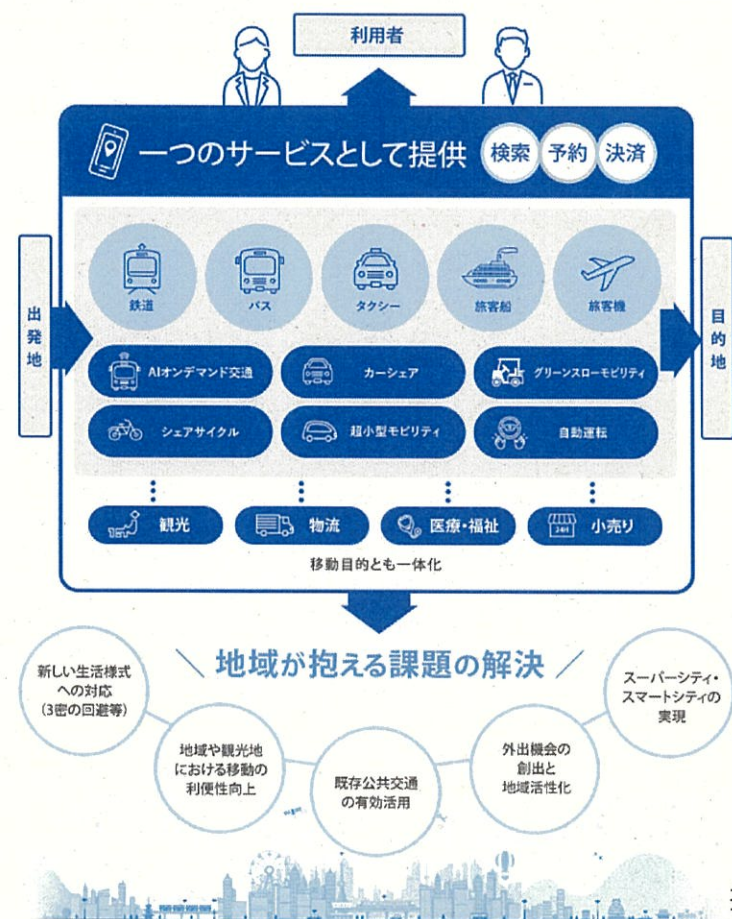 利用者
一つのサービスとして提供
検索
予約
決済
出発地
鉄道
バス
タクシー
旅客船
旅客機
目的地
AIオンデマンド交通
カーシェア
グリーンスローモビリティ
シェアサイクル
超小型モビリティ
自動運転
観光
物流
医療・福祉
24H
小売り
移動目的とも一体化
地域が抱える課題の解決
新しい生活様式
への対応
(3密の回避等)
地域や観光地
における移動の
利便性向上
既存公共交通
の有効活用
外出機会の
創出と
地域活性化
スーパーシティ・
スマートシティの
実現